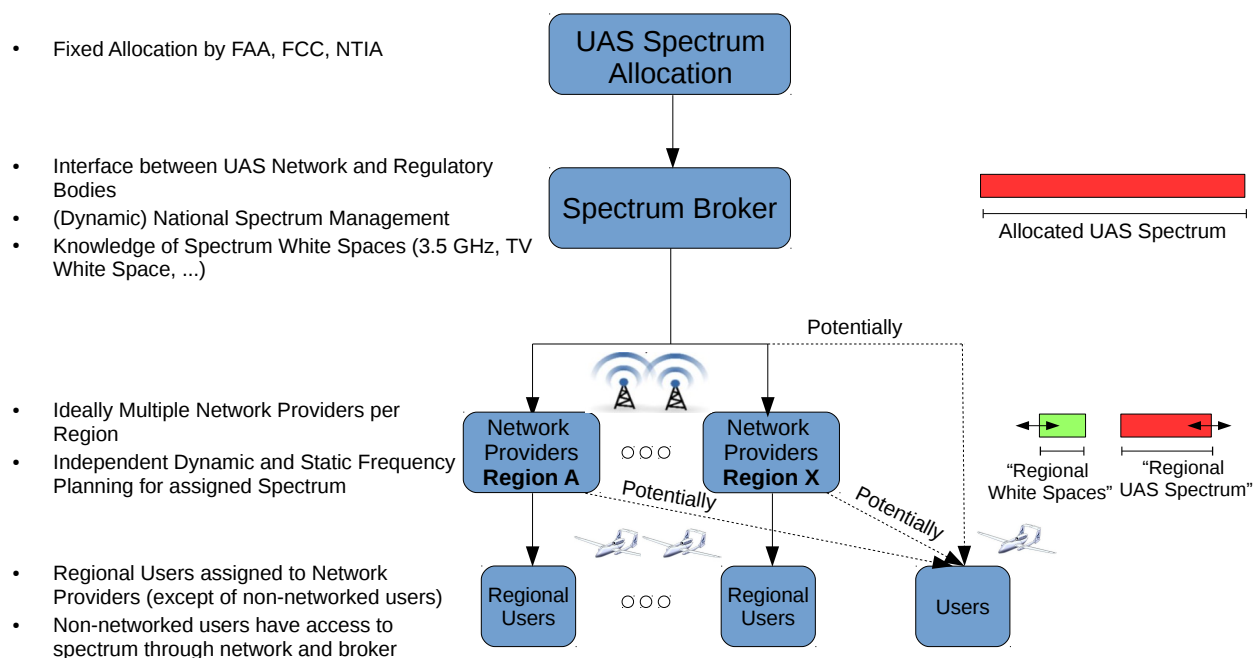 • Fixed Allocation by FAA, FCC, NTIA
UAS Spectrum
Allocation
• Interface between UAS Network and Regulatory
Bodies
• (Dynamic) National Spectrum Management
• Knowledge of Spectrum White Spaces (3.5 GHz, TV
White Space, ...)
Spectrum Broker
Allocated UAS Spectrum
Potentially
• Ideally Multiple Network Providers per
Region
• Independent Dynamic and Static Frequency
Planning for assigned Spectrum
Network
Providers
Region A
Network
Providers
Region X
"Regional
White Spaces"
"Regional
UAS Spectrum"
Potentially
Potentially
• Regional Users assigned to Network
Providers (except of non-networked users)
• Non-networked users have access to
spectrum through network and broker
Regional
Users
Regional
Users
Users